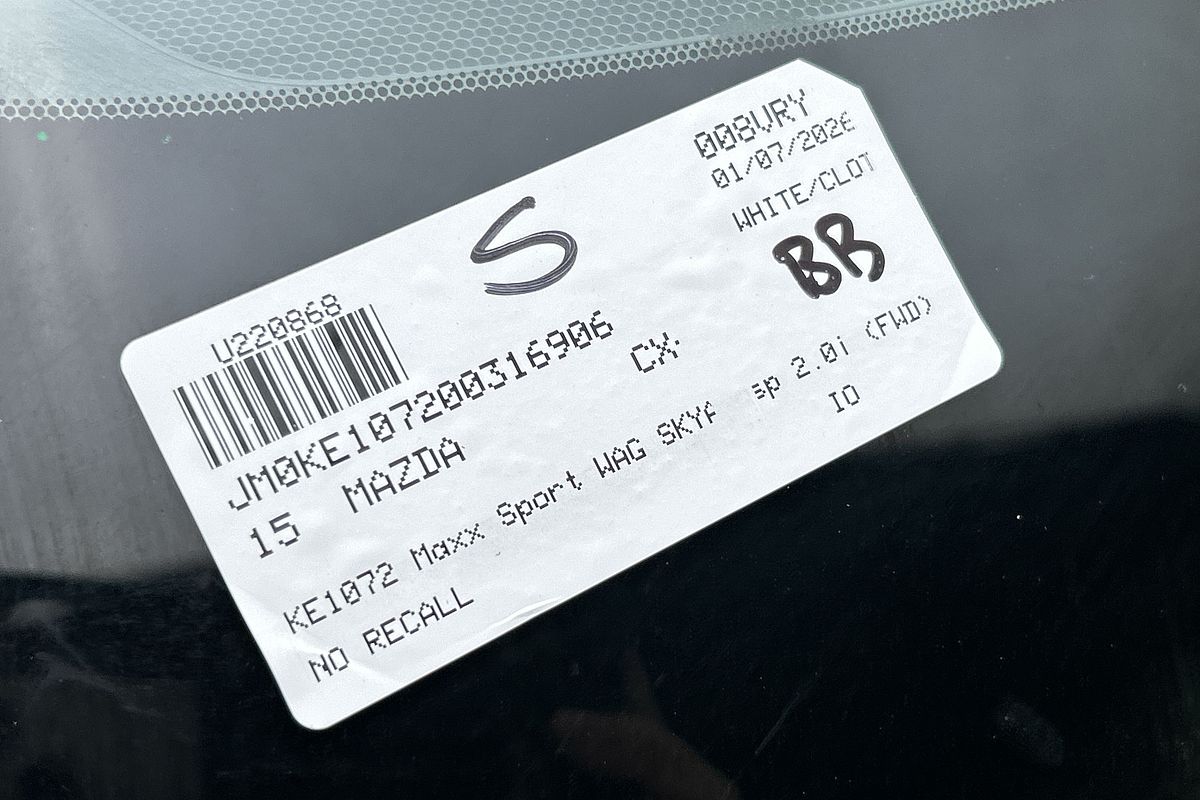 008VRY
01/07/2026
WHITE/CLOT
S
BB
U220868
JM0KE107200316906
15 MAZDA CX-
KE1072 Maxx Sport WAG SKYA sp 2.0i (FWD)
NO RECALL IO